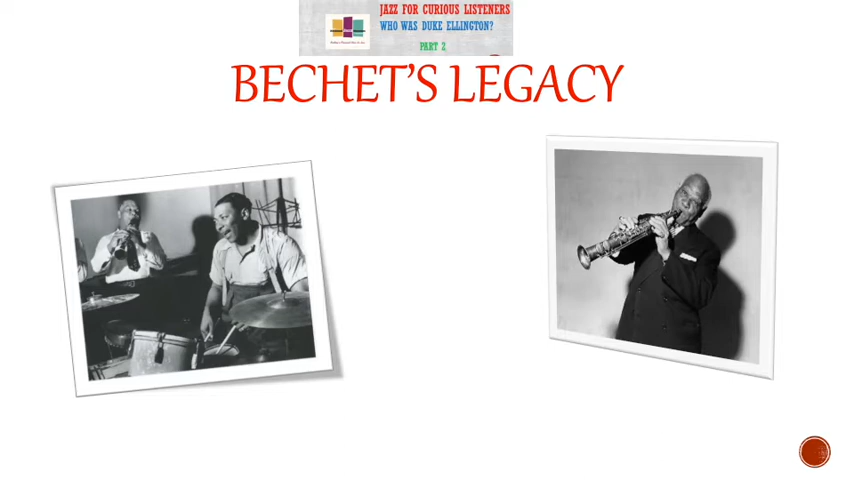 JAZZ FOR CURIOUS LISTENERS
WHO WAS DUKE ELLINGTON?
PART 2
BECHET'S LEGACY